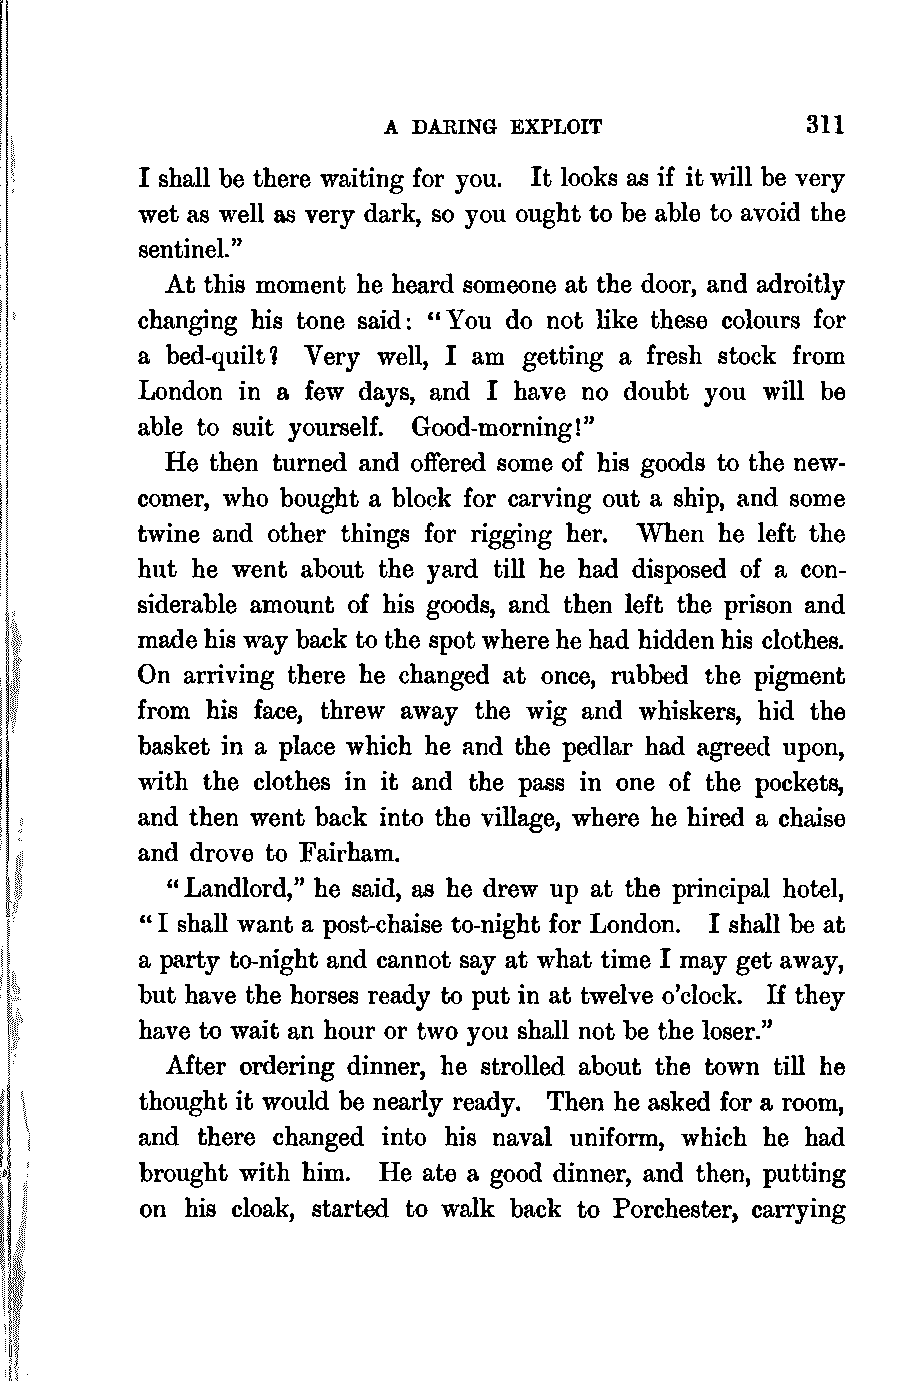 A DARING EXPLOIT 311
I shall be there waiting for you. It looks as if it will be very
wet as well as very dark, so you ought to be able to avoid the
sentinel."
At this moment he heard someone at the door, and adroitly
changing his tone said: "You do not like these colours for
a bed-quilt? Very well, I am getting a fresh stock from
London in a few days, and I have no doubt you will be
able to suit yourself. Good-morning!"
He then turned and offered some of his goods to the new-
comer, who bought a block for carving out a ship, and some
twine and other things for rigging her. When he left the
hut he went about the yard till he had disposed of a con-
siderable amount of his goods, and then left the prison and
made his way back to the spot where he had hidden his clothes.
On arriving there he changed at once, rubbed the pigment
from his face, threw away the wig and whiskers, hid the
basket in a place which he and the pedlar had agreed upon,
with the clothes in it and the pass in one of the pockets,
and then went back into the village, where he hired a chaise
and drove to Fairham.
"Landlord," he said, as he drew up at the principal hotel,
"I shall want a post-chaise to-night for London. I shall be at
a party to-night and cannot say at what time I may get away,
but have the horses ready to put in at twelve o'clock. If they
have to wait an hour or two you shall not be the loser."
After ordering dinner, he strolled about the town till he
thought it would be nearly ready. Then he asked for a room,
and there changed into his naval uniform, which he had
brought with him. He ate a good dinner, and then, putting
on his cloak, started to walk back to Porchester, carrying